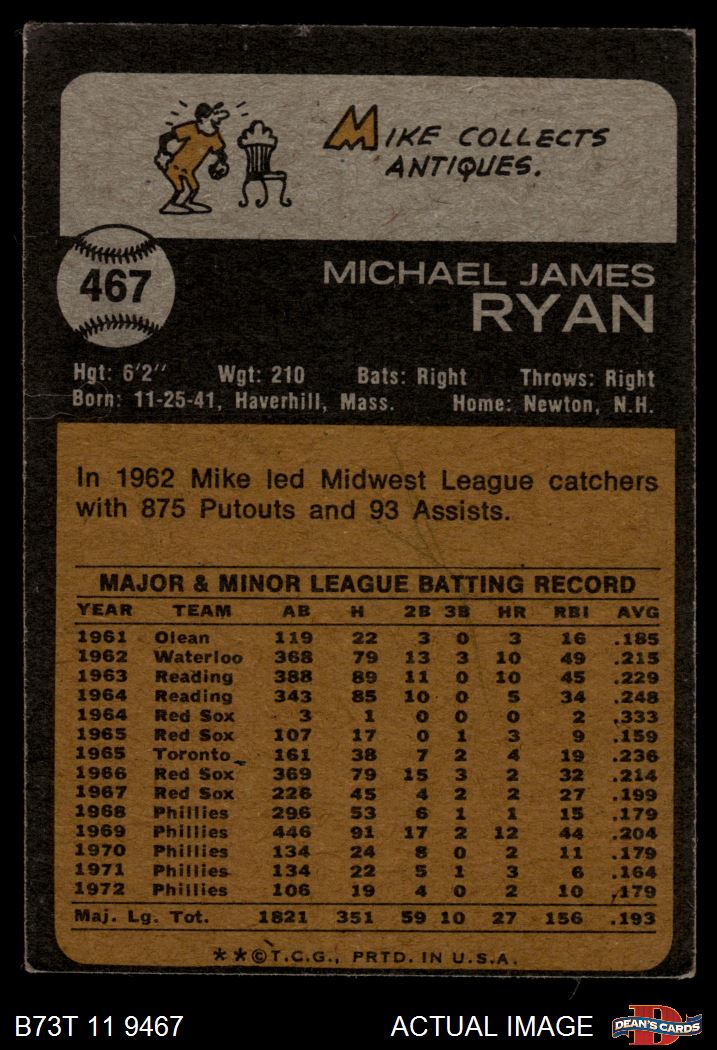 MIKE COLLECTS
ANTIQUES.
467
MICHAEL JAMES
RYAN
Hgt: 6'2" Wgt: 210 Bats: Right Throws: Right
Born: 11-25-41, Haverhill, Mass. Home: Newton, N.H.
In 1962 Mike led Midwest League catchers
with 875 Putouts and 93 Assists.
MAJOR & MINOR LEAGUE BATTING RECORD
YEAR TEAM AB H 2B 3B HR RBI AVG
1961 Olean 119 22 3 0 3 16 .185
1962 Waterloo 368 79 13 3 10 49 .215
1963 Reading 388 89 11 0 10 45 .229
1964 Reading 343 85 10 0 5 34 .248
1964 Red Sox 3 1 0 0 0 2 .333
1965 Red Sox 107 17 0 1 3 9 .159
1965 Toronto 161 38 7 2 4 19 .236
1966 Red Sox 369 79 15 3 2 32 .214
1967 Red Sox 226 45 4 2 2 27 .199
1968 Phillies 296 53 6 1 1 15 .179
1969 Phillies 446 91 17 2 12 44 .204
1970 Phillies 134 24 8 0 2 11 .179
1971 Phillies 134 22 5 1 3 6 .164
1972 Phillies 106 19 4 0 2 10 .179
Maj. Lg. Tot. 1821 351 59 10 27 156 .193
**©T.C.G., PRTD. IN U.S.A.
B73T 11 9467 ACTUAL IMAGE DEAN'S CARDS